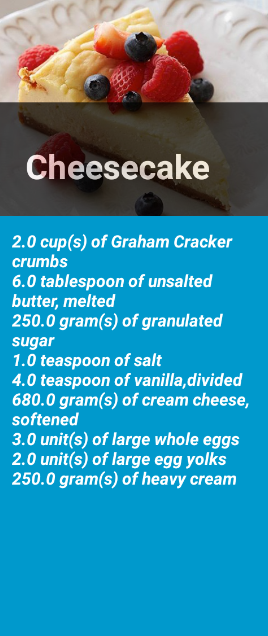 Cheesecake
2.0 cup(s) of Graham Cracker
crumbs
6.0 tablespoon of unsalted
butter, melted
250.0 gram(s) of granulated
sugar
1.0 teaspoon of salt
4.0 teaspoon of vanilla,divided
680.0 gram(s) of cream cheese,
softened
3.0 unit(s) of large whole eggs
2.0 unit(s) of large egg yolks
250.0 gram(s) of heavy cream